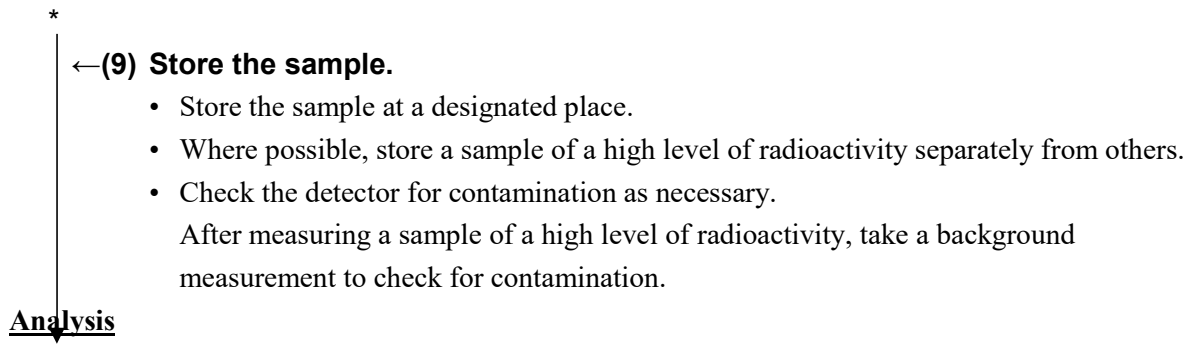 *
←(9) Store the sample.
• Store the sample at a designated place.
• Where possible, store a sample of a high level of radioactivity separately from others.
• Check the detector for contamination as necessary.
After measuring a sample of a high level of radioactivity, take a background
measurement to check for contamination.
Analysis